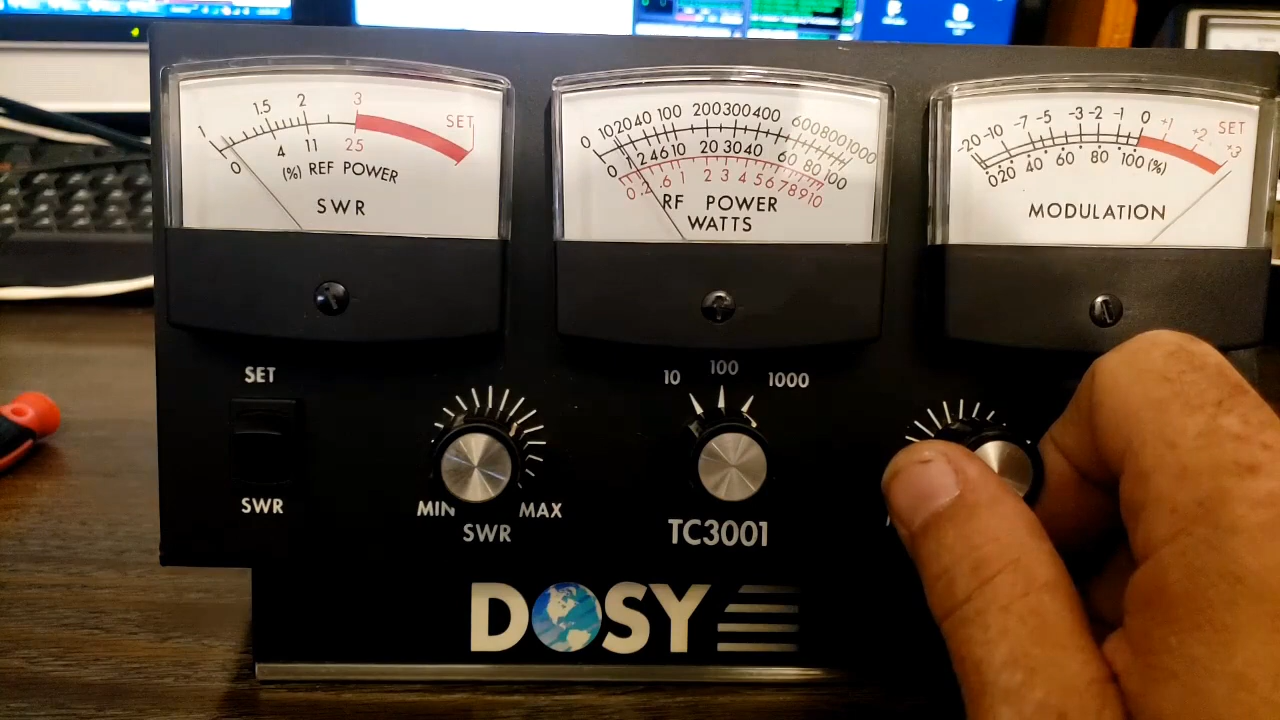 1 1.5 2 3 SET
0 4 11 25
(%) REF POWER
SWR
0 10 20 40 100 200 300 400 600 800 1000
0 1 2 4 6 10 20 30 40 60 80 100
0 .2 .6 1 2 3 4 5 6 7 8 9 10
RF POWER
WATTS
-20 -10 -7 -5 -3 -2 -1 0 +1 +2 +3 SET
0 20 40 60 80 100 (%)
MODULATION
SET
SWR
MIN MAX
SWR
10 100 1000
TC3001
DOSY